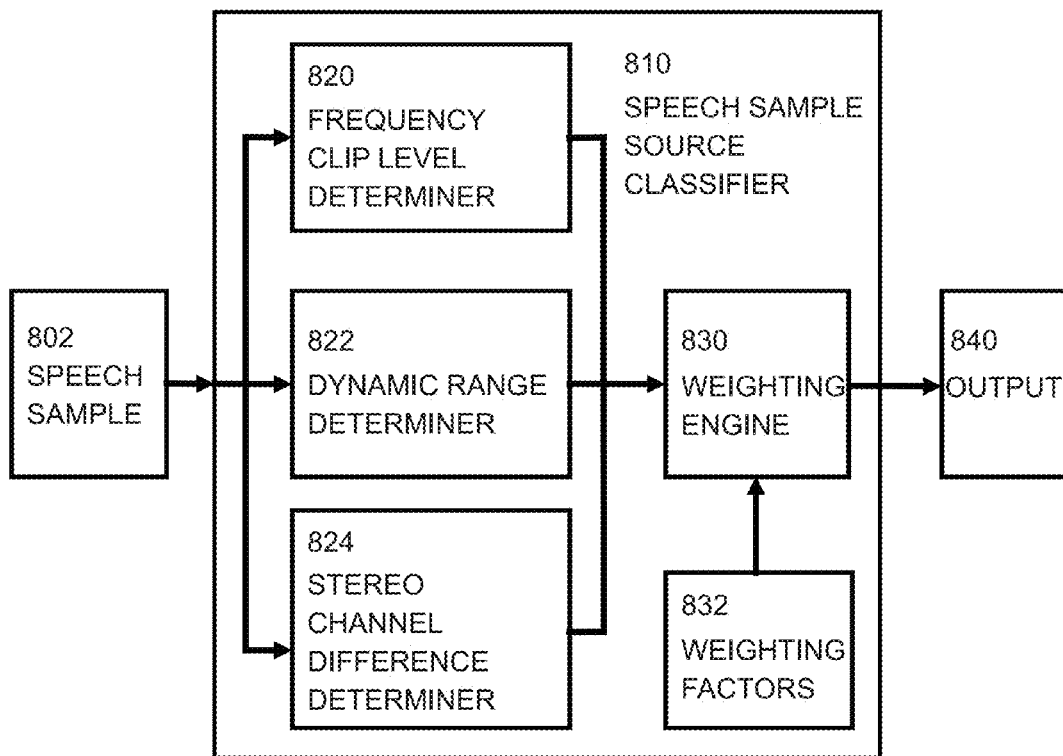 802
SPEECH
SAMPLE
820
FREQUENCY
CLIP LEVEL
DETERMINER
822
DYNAMIC RANGE
DETERMINER
824
STEREO
CHANNEL
DIFFERENCE
DETERMINER
810
SPEECH SAMPLE
SOURCE
CLASSIFIER
830
WEIGHTING
ENGINE
832
WEIGHTING
FACTORS
840
OUTPUT